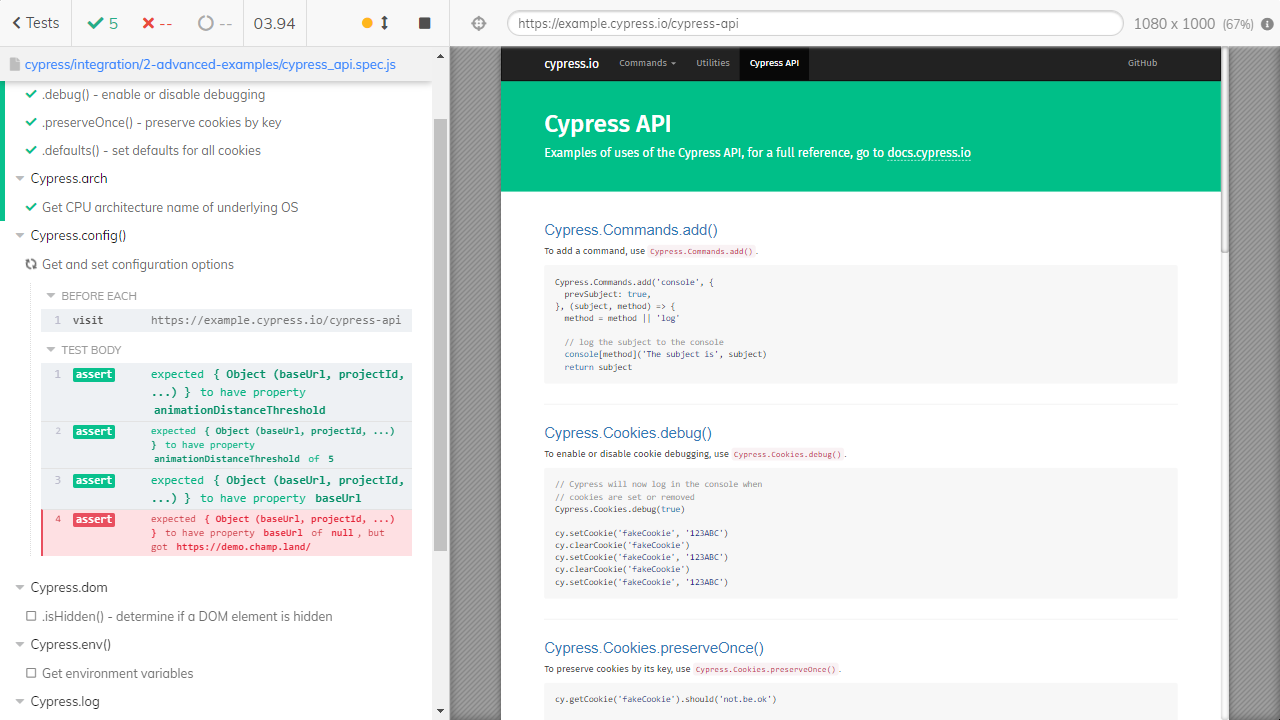 Tests
5
--
--
03.94
https://example.cypress.io/cypress-api
1080 x 1000 (67%)
cypress/integration/2-advanced-examples/cypress_api.spec.js
.debug() - enable or disable debugging
.preserveOnce() - preserve cookies by key
.defaults() - set defaults for all cookies
Cypress.arch
Get CPU architecture name of underlying OS
Cypress.config()
Get and set configuration options
BEFORE EACH
1 visit https://example.cypress.io/cypress-api
TEST BODY
1 assert expected { Object (baseUrl, projectId,
...) } to have property
animationDistanceThreshold
2 assert expected { Object (baseUrl, projectId, ...)
} to have property
animationDistanceThreshold of 5
3 assert expected { Object (baseUrl, projectId,
...) } to have property baseUrl
4 assert expected { Object (baseUrl, projectId, ...)
} to have property baseUrl of null, but
got https://demo.champ.land/
Cypress.dom
.isHidden() - determine if a DOM element is hidden
Cypress.env()
Get environment variables
Cypress.log
cypress.io Commands Utilities Cypress API GitHub
Cypress API
Examples of uses of the Cypress API, for a full reference, go to docs.cypress.io
Cypress.Commands.add()
To add a command, use Cypress.Commands.add().
Cypress.Commands.add('console', {
prevSubject: true,
}, (subject, method) => {
method = method || 'log'
// log the subject to the console
console[method]('The subject is', subject)
return subject
Cypress.Cookies.debug()
To enable or disable cookie debugging, use Cypress.Cookies.debug().
// Cypress will now log in the console when
// cookies are set or removed
Cypress.Cookies.debug(true)
cy.setCookie('fakeCookie', '123ABC')
cy.clearCookie('fakeCookie')
cy.setCookie('fakeCookie', '123ABC')
cy.clearCookie('fakeCookie')
cy.setCookie('fakeCookie', '123ABC')
Cypress.Cookies.preserveOnce()
To preserve cookies by its key, use Cypress.Cookies.preserveOnce().
cy.getCookie('fakeCookie').should('not.be.ok')